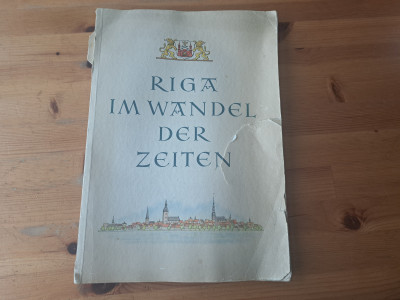 RIGA
IM WANDEL
DER
ZEITEN